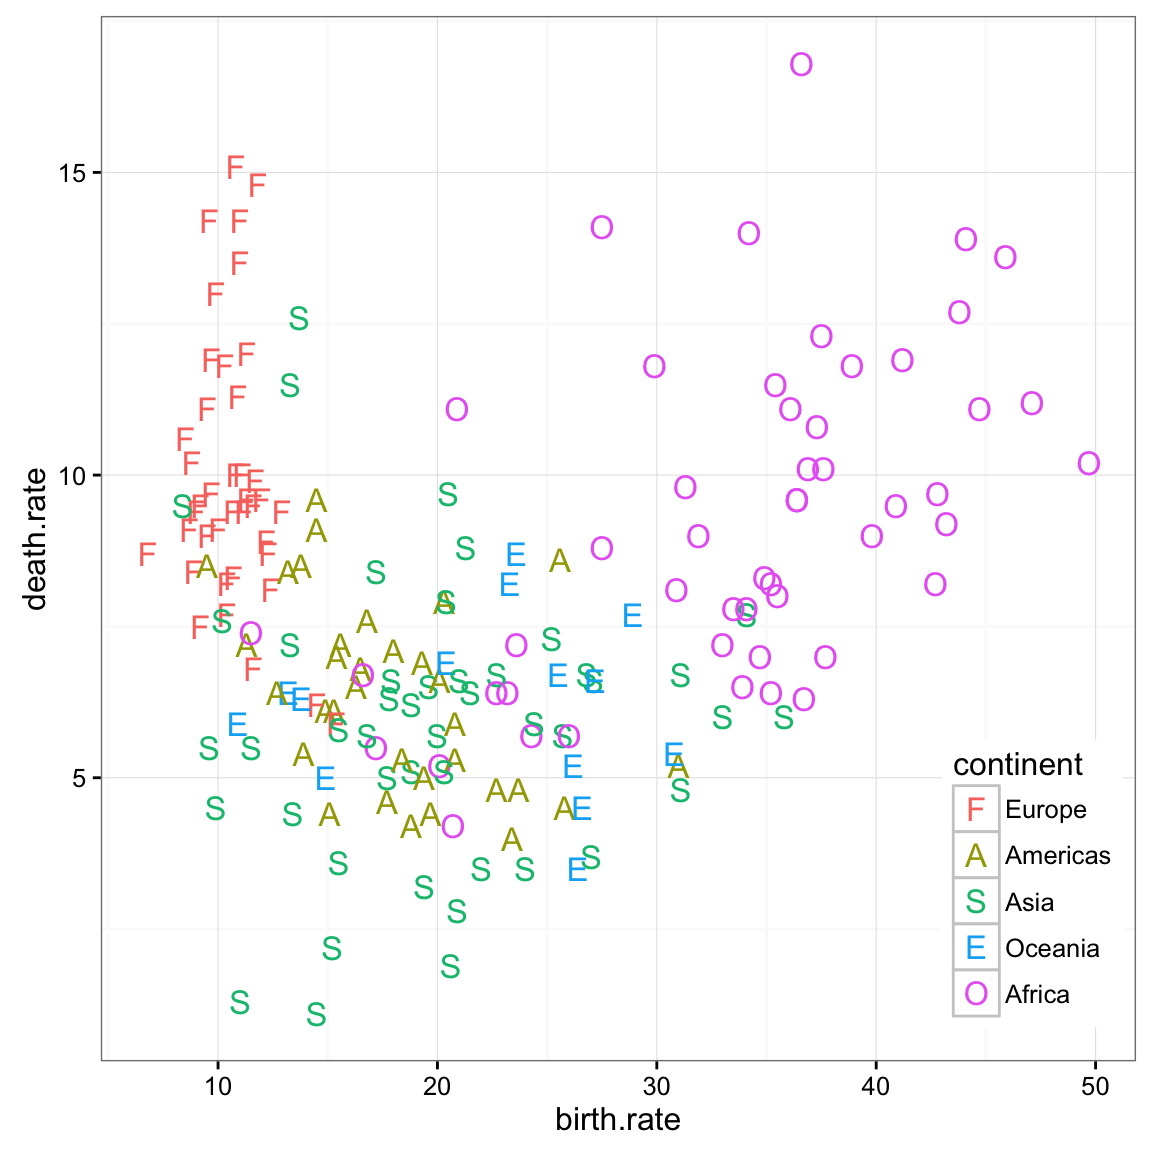 15
10
5
death.rate
continent
F Europe
A Americas
S Asia
E Oceania
O Africa
10 20 30 40 50
birth.rate